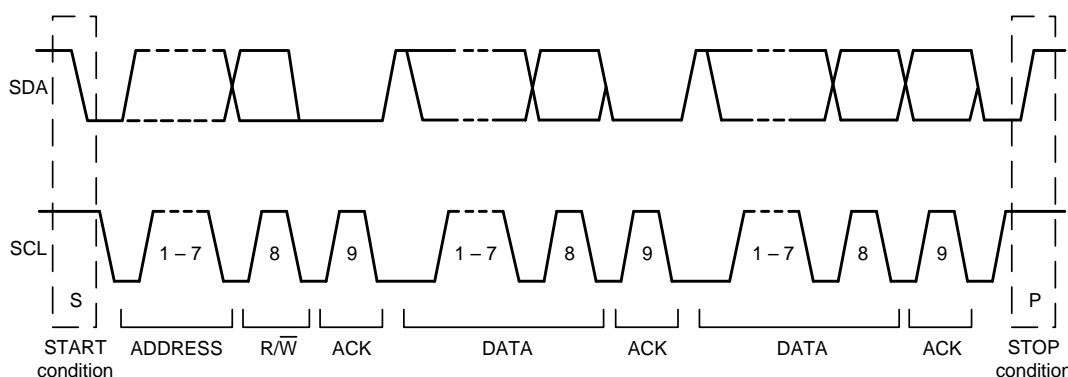 SDA
SCL
1 – 7 8 9 1 – 7 8 9 1 – 7 8 9
S P
START condition ADDRESS R/W̅ ACK DATA ACK DATA ACK STOP condition